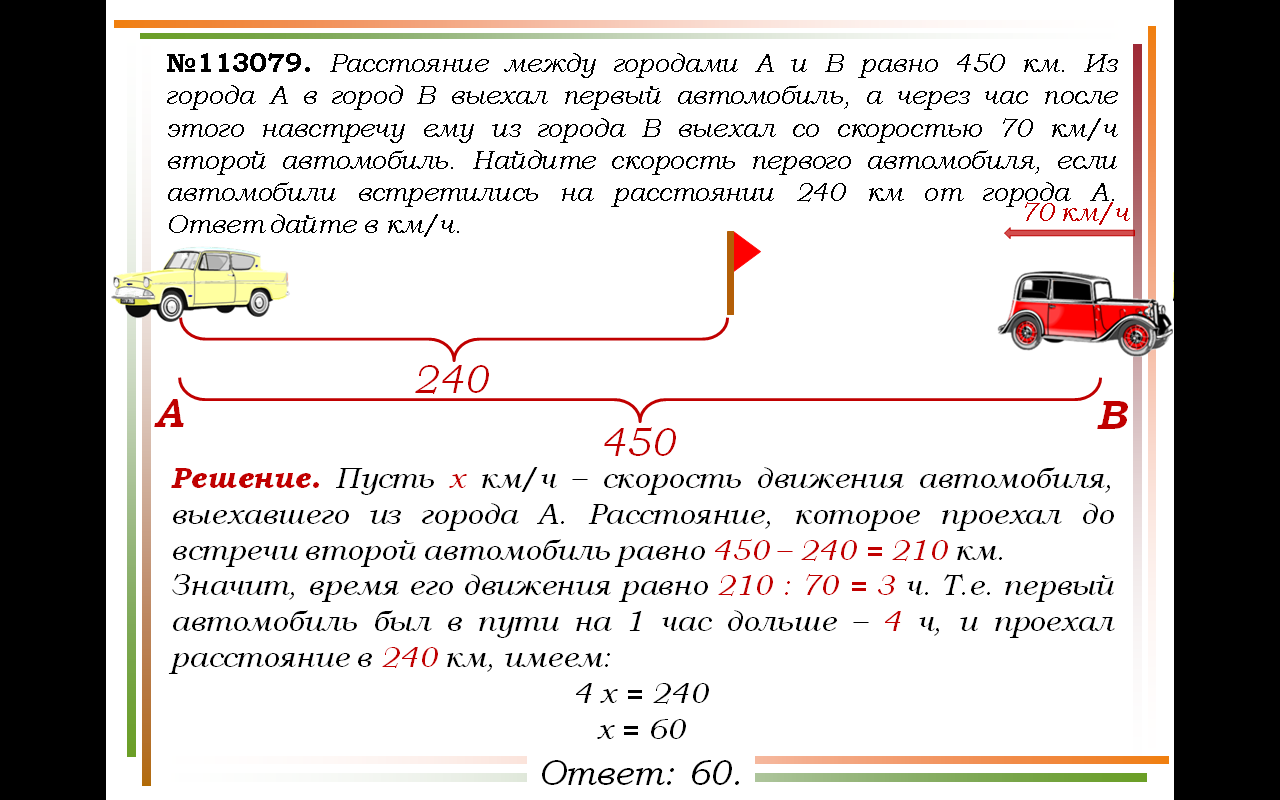 №113079. Расстояние между городами А и В равно 450 км. Из
города А в город В выехал первый автомобиль, а через час после
этого навстречу ему из города В выехал со скоростью 70 км/ч
второй автомобиль. Найдите скорость первого автомобиля, если
автомобили встретились на расстоянии 240 км от города А.
Ответ дайте в км/ч.
70 км/ч
240
А
В
450
Решение. Пусть х км/ч – скорость движения автомобиля,
выехавшего из города А. Расстояние, которое проехал до
встречи второй автомобиль равно 450 – 240 = 210 км.
Значит, время его движения равно 210 : 70 = 3 ч. Т.е. первый
автомобиль был в пути на 1 час дольше – 4 ч, и проехал
расстояние в 240 км, имеем:
4 х = 240
х = 60
Ответ: 60.